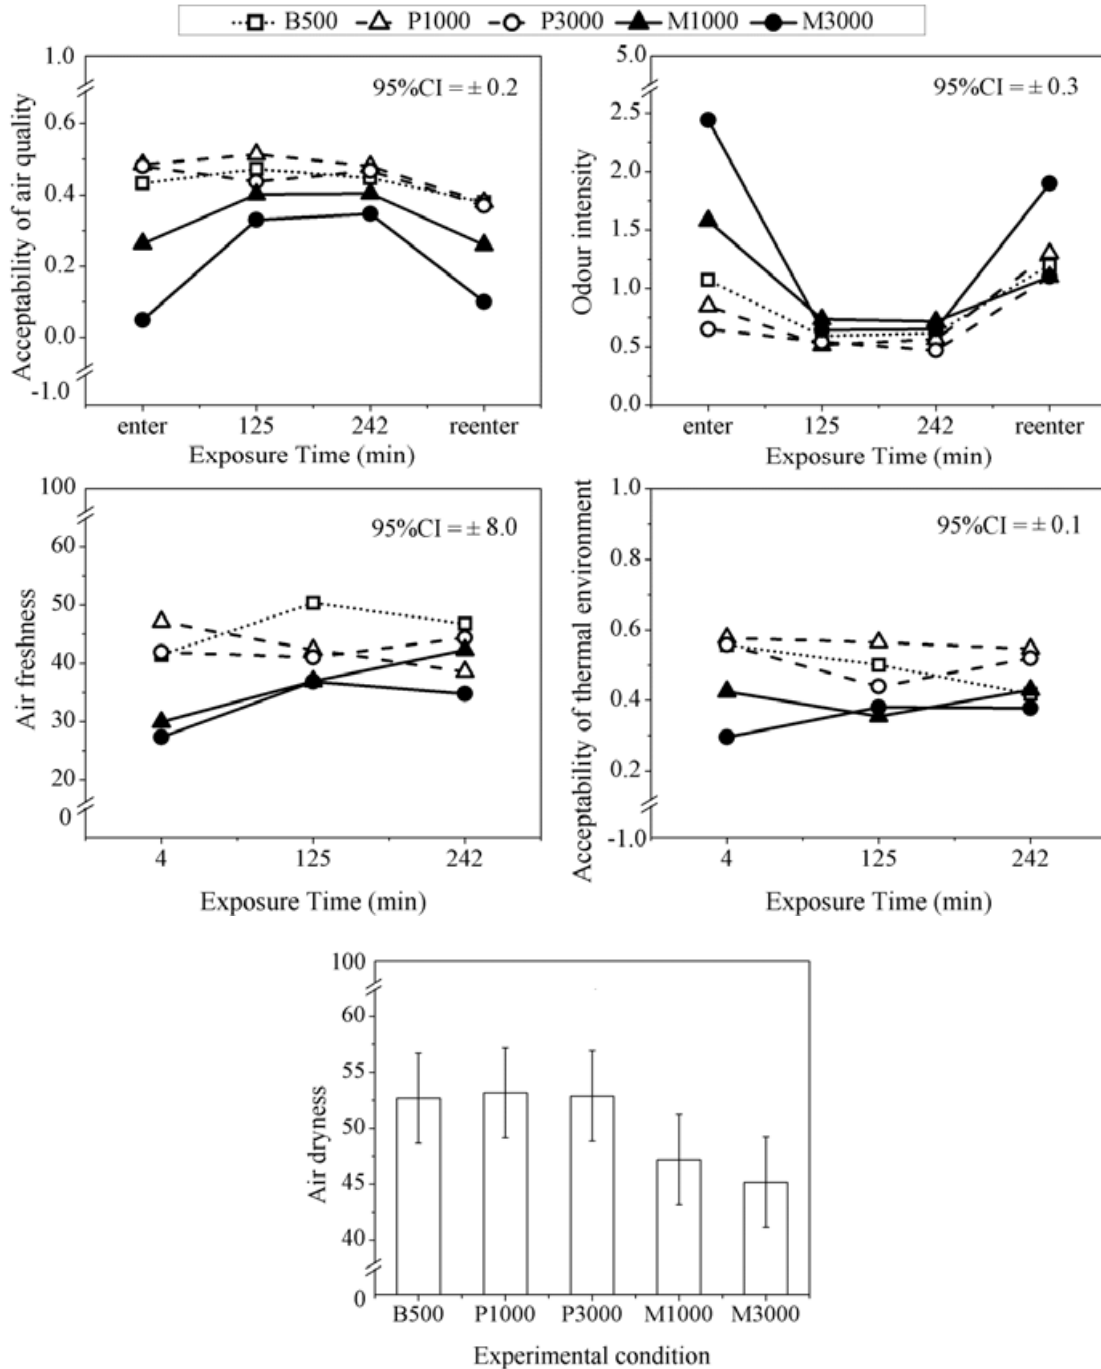 B500 P1000 P3000 M1000 M3000
1.0
0.6
0.4
0.2
0.0
-1.0
Acceptability of air quality
95%CI = ± 0.2
enter 125 242 reenter
Exposure Time (min)
5.0
2.5
2.0
1.5
1.0
0.5
0.0
Odour intensity
95%CI = ± 0.3
enter 125 242 reenter
Exposure Time (min)
100
60
50
40
30
20
0
Air freshness
95%CI = ± 8.0
4 125 242
Exposure Time (min)
1.0
0.8
0.6
0.4
0.2
-1.0
Acceptability of thermal environment
95%CI = ± 0.1
4 125 242
Exposure Time (min)
100
60
55
50
45
40
0
Air dryness
B500 P1000 P3000 M1000 M3000
Experimental condition